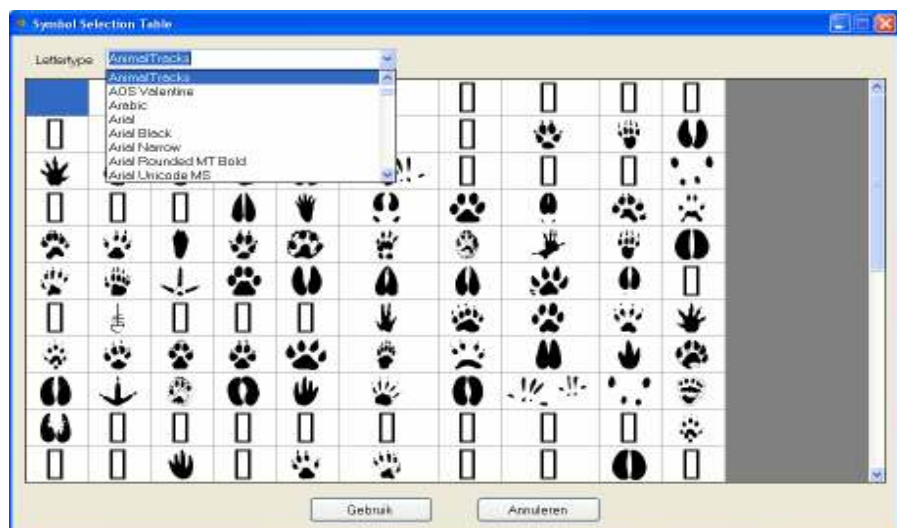 Symbol Selection Table
Lettertype AnimalTracks
AnimalTracks
AOS Valentine
Arabic
Arial
Arial Black
Arial Narrow
Arial Rounded MT Bold
Arial Unicode MS
Gebruik Annuleren